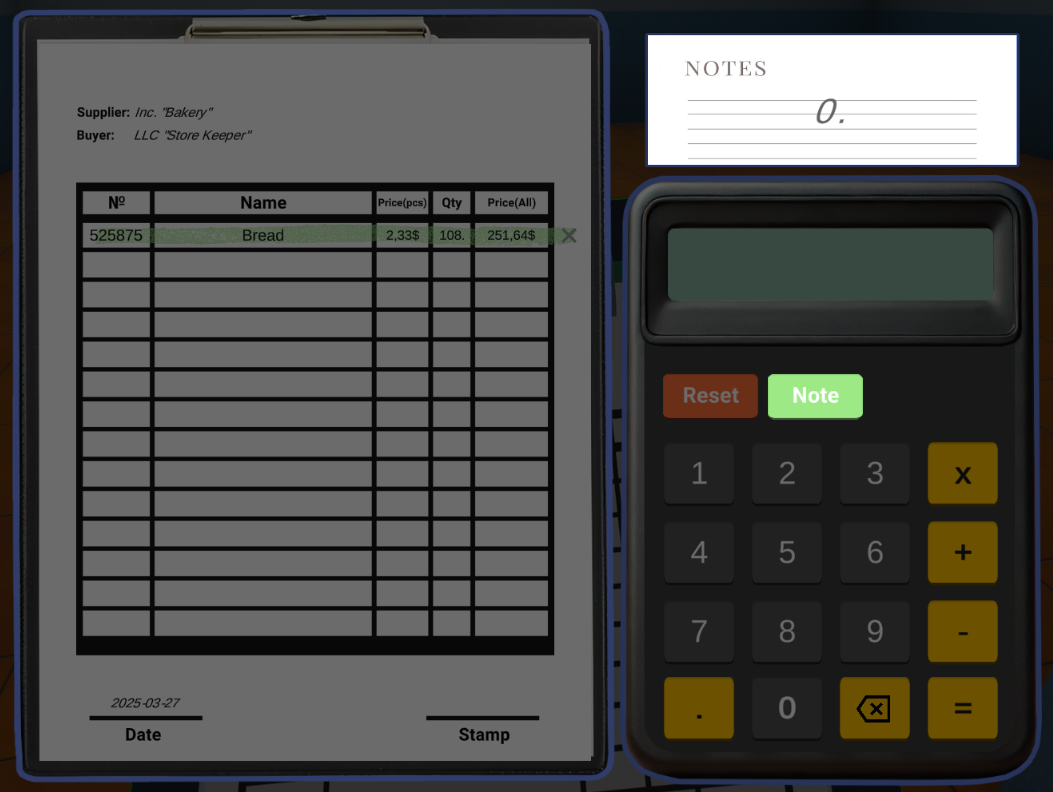 Supplier: Inc. "Bakery"
Buyer: LLC "Store Keeper"
Nº Name Price(pcs) Qty Price(All)
525875 Bread 2,33$ 108. 251,64$
2025-03-27
Date Stamp
NOTES
0.
Reset Note
1 2 3 x
4 5 6 +
7 8 9 -
. 0 =